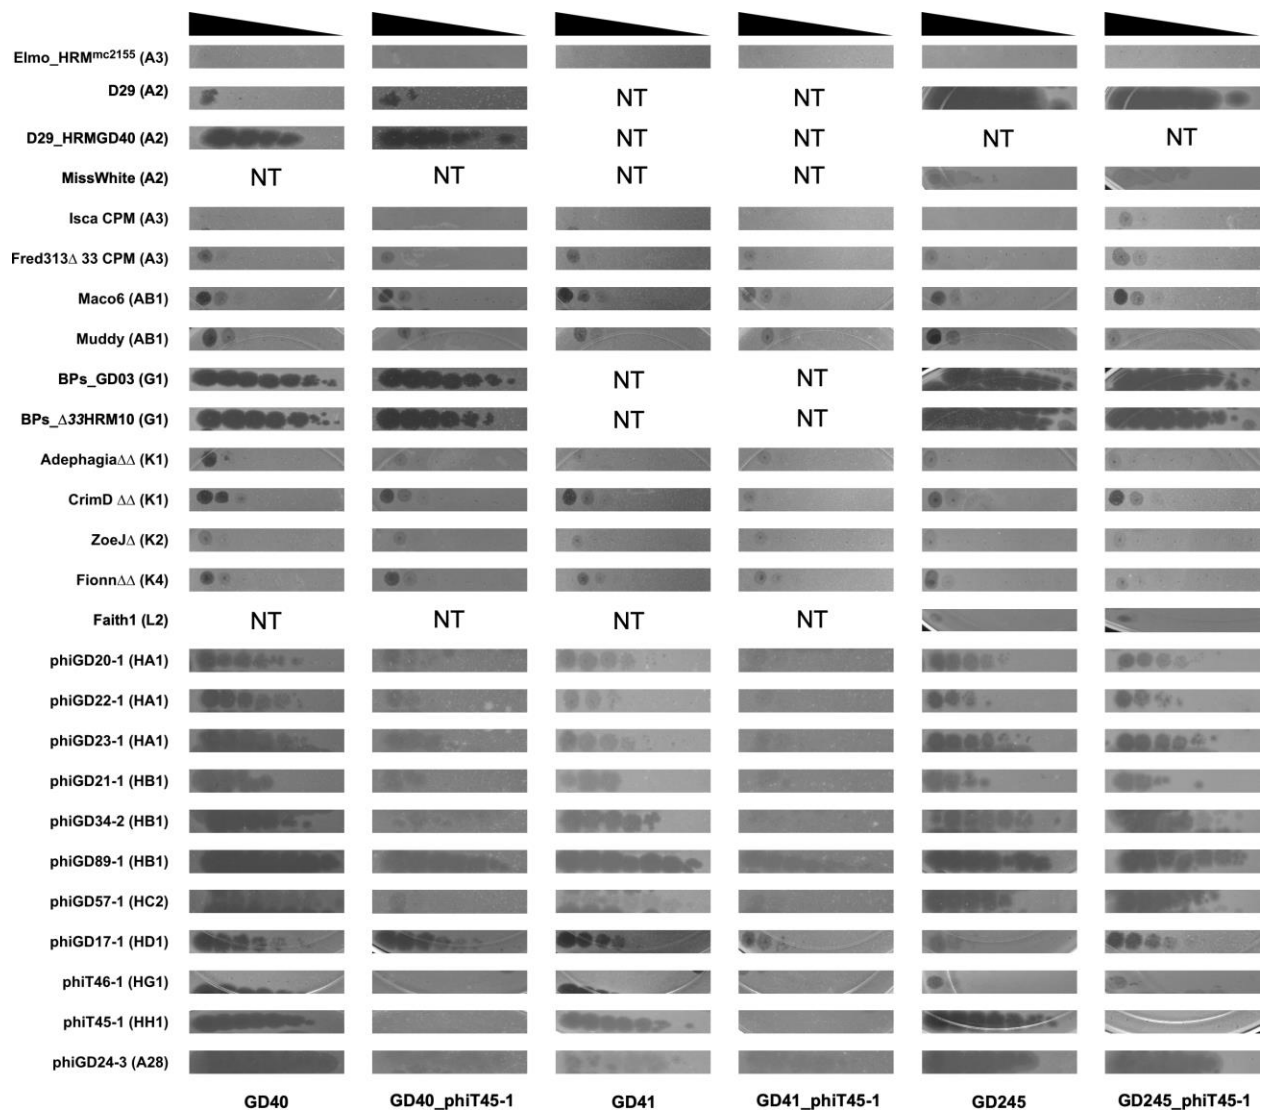 Elmo_HRMmc2155 (A3)
D29 (A2) NT NT
D29_HRMGD40 (A2) NT NT NT NT
MissWhite (A2) NT NT NT NT
Isca CPM (A3)
Fred313Δ 33 CPM (A3)
Maco6 (AB1)
Muddy (AB1)
BPs_GD03 (G1) NT NT
BPs_Δ33HRM10 (G1) NT NT
AdephagiaΔΔ (K1)
CrimD ΔΔ (K1)
ZoeJΔ (K2)
FionnΔΔ (K4)
Faith1 (L2) NT NT NT NT
phiGD20-1 (HA1)
phiGD22-1 (HA1)
phiGD23-1 (HA1)
phiGD21-1 (HB1)
phiGD34-2 (HB1)
phiGD89-1 (HB1)
phiGD57-1 (HC2)
phiGD17-1 (HD1)
phiT46-1 (HG1)
phiT45-1 (HH1)
phiGD24-3 (A28)
GD40 GD40_phiT45-1 GD41 GD41_phiT45-1 GD245 GD245_phiT45-1